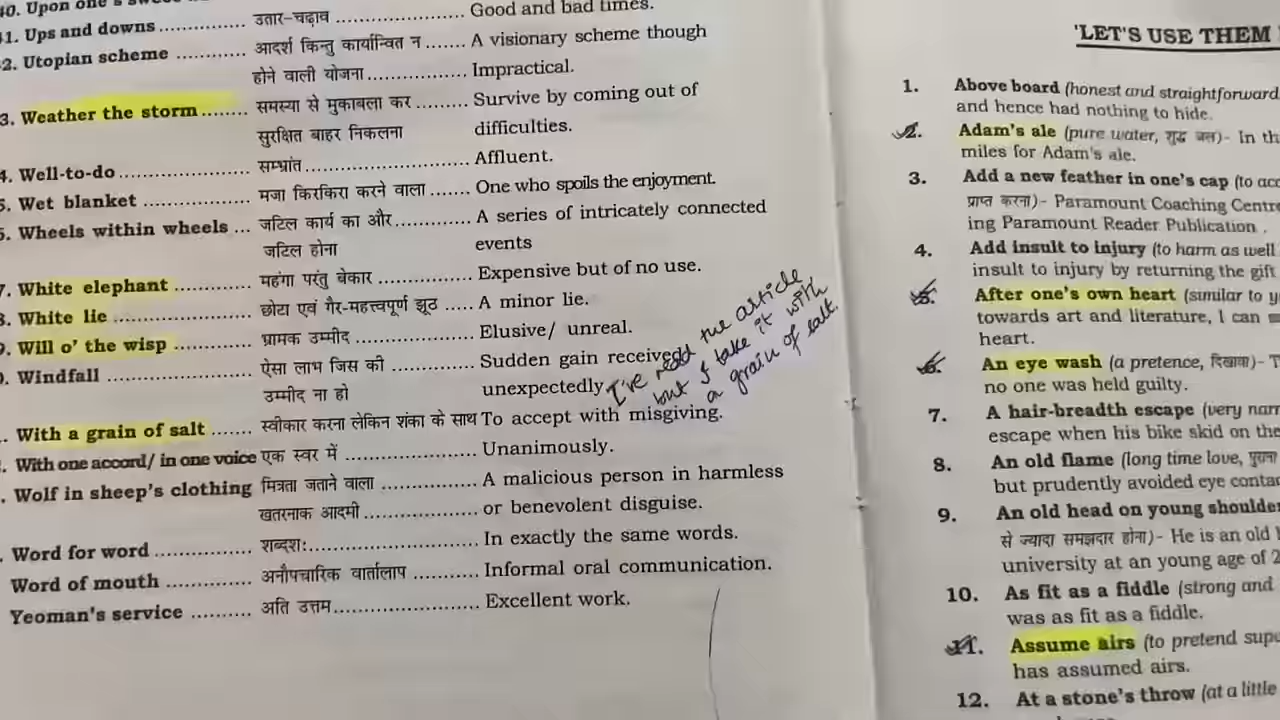 40. Upon one's
41. Ups and downs ............... उतार-चढ़ाव ...................... Good and bad times.
2. Utopian scheme ............ आदर्श किन्तु कार्यान्वित न ....... A visionary scheme though
होने वाली योजना................. Impractical.
3. Weather the storm........ समस्या से मुकाबला कर ......... Survive by coming out of
सुरक्षित बाहर निकलना difficulties.
4. Well-to-do...................... सम्भ्रांत............................. Affluent.
5. Wet blanket .................. मजा किरकिरा करने वाला ....... One who spoils the enjoyment.
6. Wheels within wheels ... जटिल कार्य का और............. A series of intricately connected
जटिल होना events
7. White elephant ............. महंगा परंतु बेकार ................ Expensive but of no use.
8. White lie ....................... छोटा एवं गैर-महत्त्वपूर्ण झूठ ..... A minor lie.
9. Will o' the wisp ............. भ्रामक उम्मीद ..................... Elusive/ unreal.
0. Windfall ........................ ऐसा लाभ जिस की .............. Sudden gain received
उम्मीद ना हो unexpectedly
I've read the article
but I take it with
a grain of salt.
. With a grain of salt ....... स्वीकार करना लेकिन शंका के साथ To accept with misgiving.
. With one accord/ in one voice एक स्वर में ...................... Unanimously.
. Wolf in sheep's clothing मित्रता जताने वाला ................ A malicious person in harmless
खतरनाक आदमी ................... or benevolent disguise.
. Word for word ................ शब्दशः............................ In exactly the same words.
Word of mouth .............. अनौपचारिक वार्तालाप ............ Informal oral communication.
Yeoman's service .......... अति उत्तम......................... Excellent work.
'LET'S USE THEM
1. Above board (honest and straightforward
and hence had nothing to hide.
2. Adam's ale (pure water, शुद्ध जल)- In th
miles for Adam's ale.
3. Add a new feather in one's cap (to acc
प्राप्त करना)- Paramount Coaching Centre
ing Paramount Reader Publication .
4. Add insult to injury (to harm as well
insult to injury by returning the gift
5. After one's own heart (similar to y
towards art and literature, I can
heart.
6. An eye wash (a pretence, दिखावा)- T
no one was held guilty.
7. A hair-breadth escape (very nar
escape when his bike skid on the
8. An old flame (long time love, पुराना
but prudently avoided eye contac
9. An old head on young shoulder
से ज्यादा समझदार होना)- He is an old
university at an young age of 2
10. As fit as a fiddle (strong and
was as fit as a fiddle.
11. Assume airs (to pretend supe
has assumed airs.
12. At a stone's throw (at a little